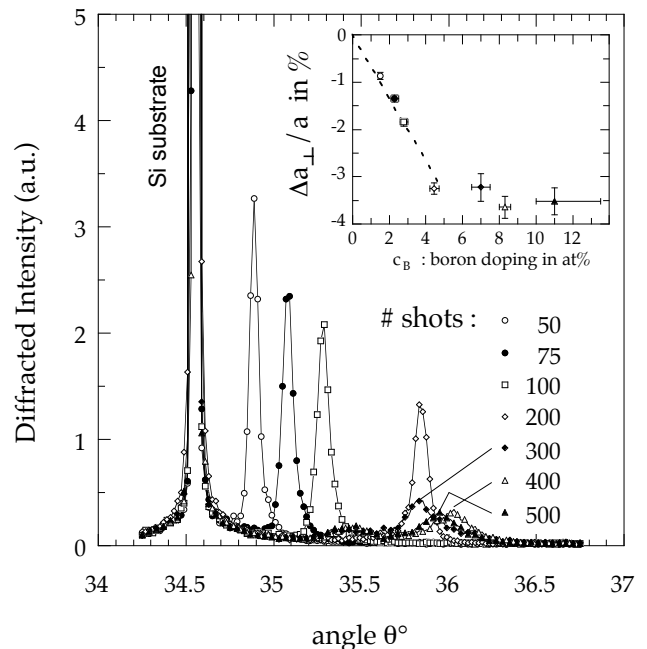 Diffracted Intensity (a.u.)
5
4
3
2
1
0
Si substrate
Δa⊥/a in %
0
-1
-2
-3
-4
0 2 4 6 8 10 12
c_B : boron doping in at%
# shots :
50
75
100
200
300
400
500
34 34.5 35 35.5 36 36.5 37
angle θ°